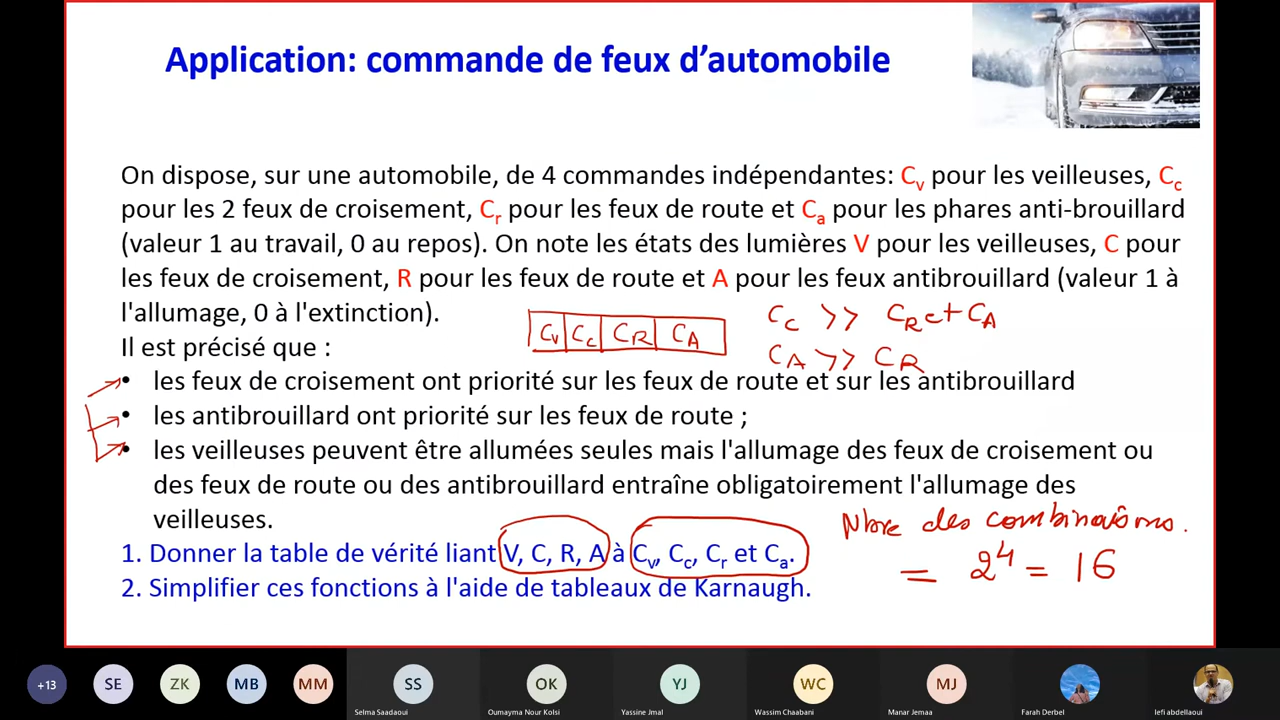 Application: commande de feux d’automobile
On dispose, sur une automobile, de 4 commandes indépendantes: Cv pour les veilleuses, Cc
pour les 2 feux de croisement, Cr pour les feux de route et Ca pour les phares anti-brouillard
(valeur 1 au travail, 0 au repos). On note les états des lumières V pour les veilleuses, C pour
les feux de croisement, R pour les feux de route et A pour les feux antibrouillard (valeur 1 à
l'allumage, 0 à l'extinction).
Cv Cc CR CA
Cc >> CR et CA
CA >> CR
Il est précisé que :
• les feux de croisement ont priorité sur les feux de route et sur les antibrouillard
• les antibrouillard ont priorité sur les feux de route ;
• les veilleuses peuvent être allumées seules mais l'allumage des feux de croisement ou
des feux de route ou des antibrouillard entraîne obligatoirement l'allumage des
veilleuses.
Nbre des combinaisons.
= 2^4 = 16
1. Donner la table de vérité liant V, C, R, A à Cv, Cc, Cr et Ca.
2. Simplifier ces fonctions à l'aide de tableaux de Karnaugh.
+13 SE ZK MB MM SS OK YJ WC MJ
Selma Saadaoui Oumayma Nour Kolsi Yassine Jmal Wassim Chaabani Manar Jemaa Farah Derbel lefi abdellaoui